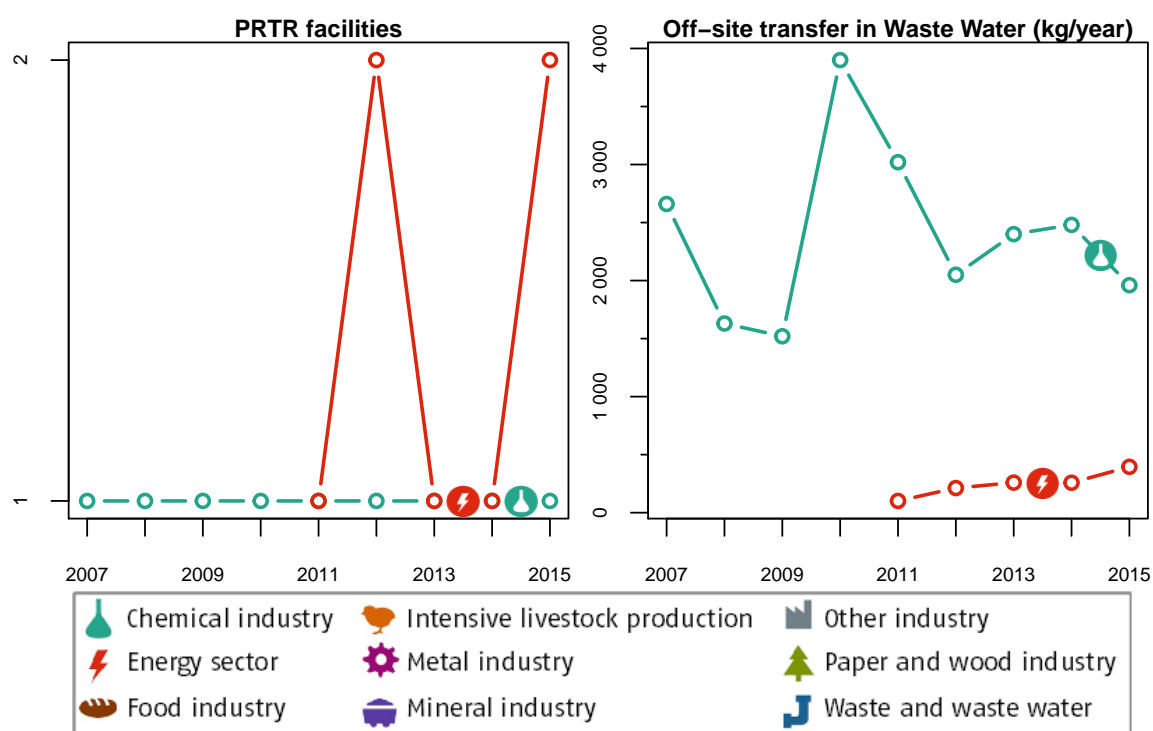 PRTR facilities
2
1
2007 2009 2011 2013 2015
Off−site transfer in Waste Water (kg/year)
4 000
3 000
2 000
1 000
0
2007 2009 2011 2013 2015
Chemical industry Intensive livestock production Other industry
Energy sector Metal industry Paper and wood industry
Food industry Mineral industry Waste and waste water